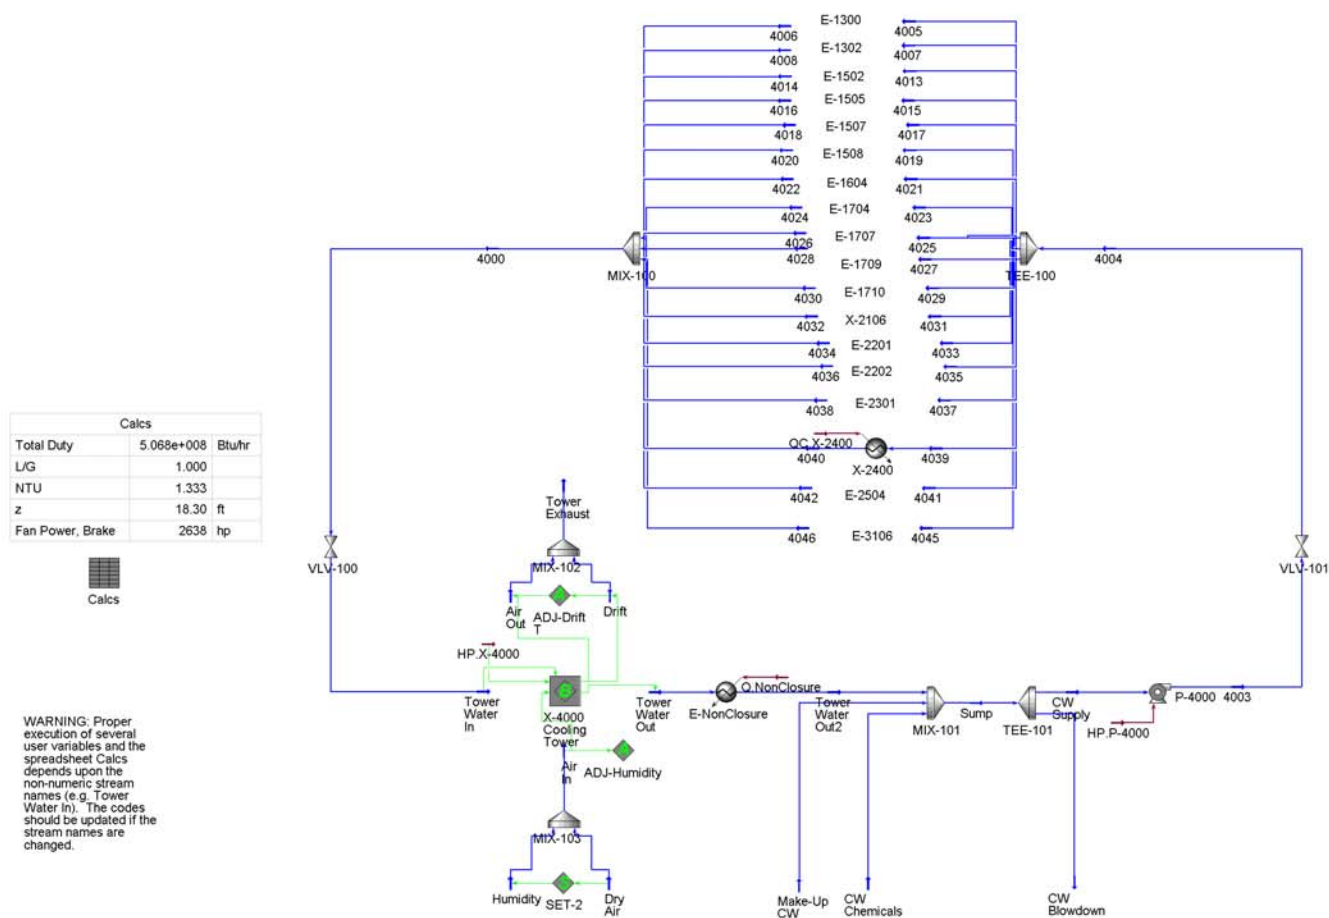 E-1300
4006
4005
E-1302
4008
4007
E-1502
4014
4013
E-1505
4016
4015
E-1507
4018
4017
E-1508
4020
4019
E-1604
4022
4021
E-1704
4024
4023
E-1707
4026
4025
4000
4028
4027
4004
MIX-100
E-1709
TEE-100
E-1710
4030
4029
X-2106
4032
4031
E-2201
4034
4033
E-2202
4036
4035
E-2301
4038
4037
QC.X-2400
4040
4039
X-2400
4042
E-2504
4041
4046
E-3106
4045
Calcs
Total Duty 5.068e+008 Btu/hr
L/G 1.000
NTU 1.333
z 18.30 ft
Fan Power, Brake 2638 hp
Calcs
VLV-100
VLV-101
Tower
Exhaust
MIX-102
A
Air
Out
ADJ-Drift
T
Drift
HP.X-4000
S
Tower
Water
In
X-4000
Cooling
Tower
Tower
Water
Out
Q.NonClosure
E-NonClosure
Tower
Water
Out2
MIX-101
Sump
TEE-101
CW
Supply
HP.P-4000
P-4000
4003
A
ADJ-Humidity
Air
In
MIX-103
Humidity
S
SET-2
Dry
Air
Make-Up
CW
CW
Chemicals
CW
Blowdown
WARNING: Proper
execution of several
user variables and the
spreadsheet Calcs
depends upon the
non-numeric stream
names (e.g. Tower
Water In).  The codes
should be updated if the
stream names are
changed.